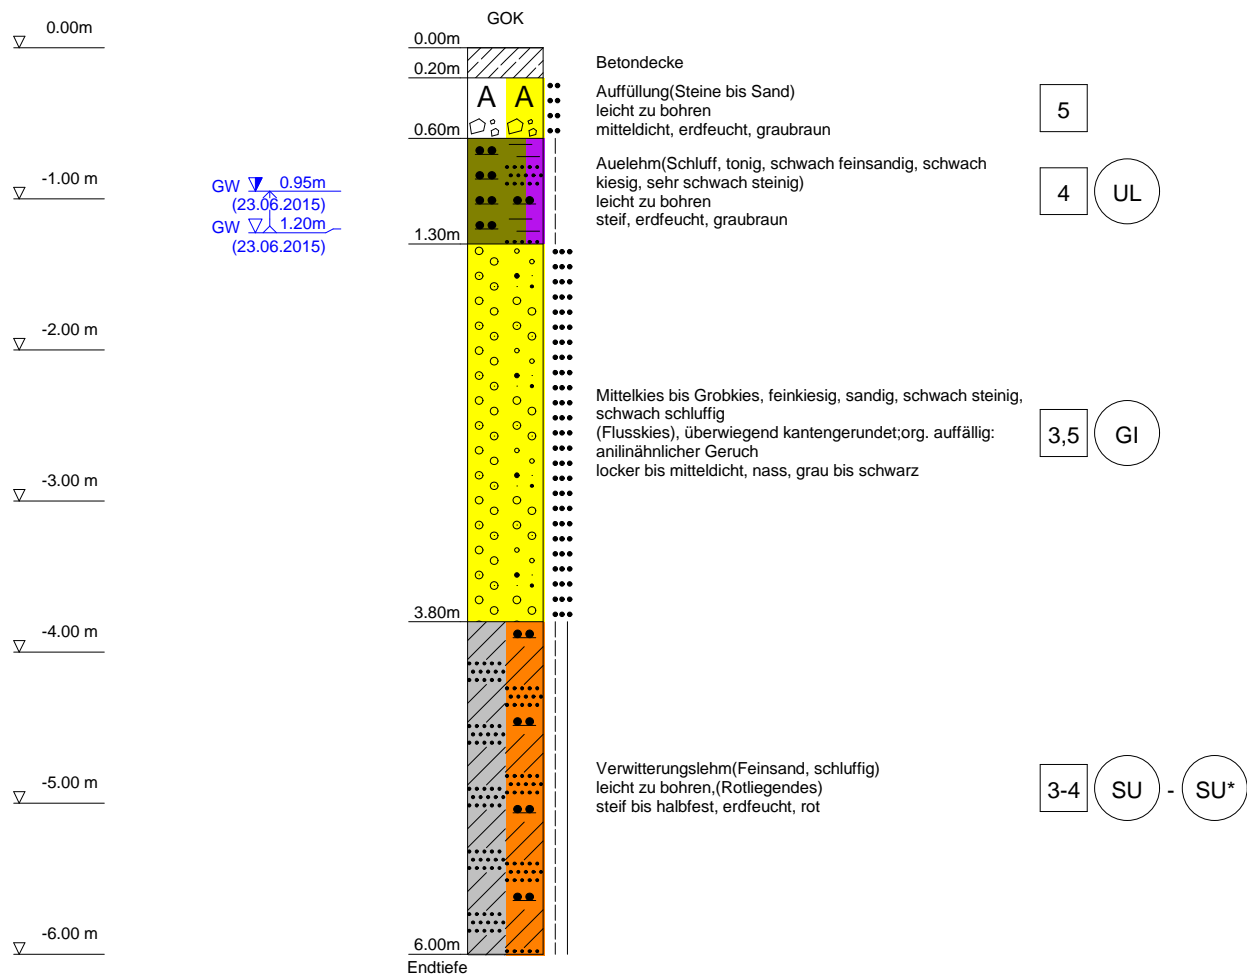 GOK
0.00m
0.00m
0.20m
Betondecke
A A
Auffüllung(Steine bis Sand)
leicht zu bohren
mitteldicht, erdfeucht, graubraun
5
0.60m
-1.00 m
GW 0.95m
(23.06.2015)
GW 1.20m
(23.06.2015)
Auelehm(Schluff, tonig, schwach feinsandig, schwach
kiesig, sehr schwach steinig)
leicht zu bohren
steif, erdfeucht, graubraun
4 UL
1.30m
-2.00 m
Mittelkies bis Grobkies, feinkiesig, sandig, schwach steinig,
schwach schluffig
(Flusskies), überwiegend kantengerundet;org. auffällig:
anilinähnlicher Geruch
locker bis mitteldicht, nass, grau bis schwarz
3,5 GI
-3.00 m
3.80m
-4.00 m
Verwitterungslehm(Feinsand, schluffig)
leicht zu bohren,(Rotliegendes)
steif bis halbfest, erdfeucht, rot
3-4 SU - SU*
-5.00 m
-6.00 m
6.00m
Endtiefe